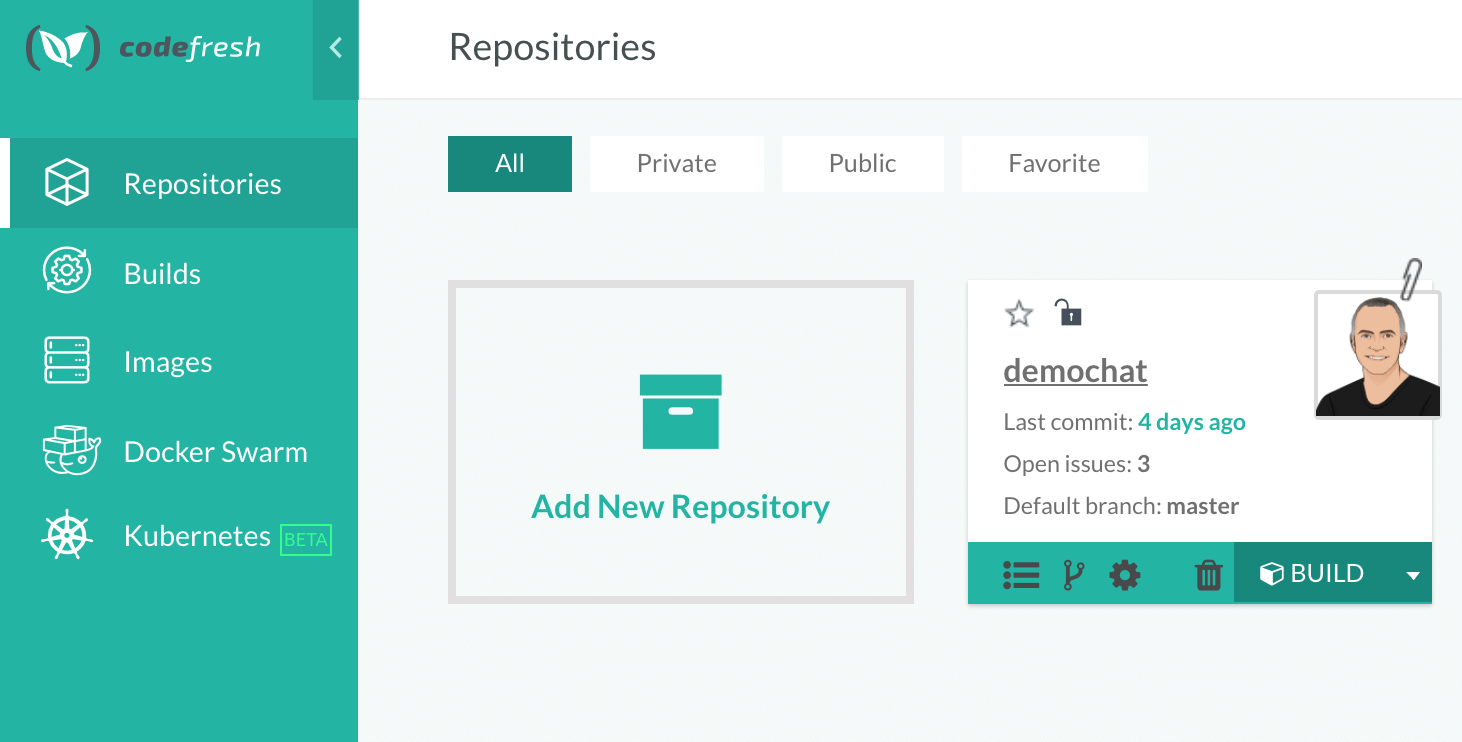 codefresh
Repositories
Repositories
Builds
Images
Docker Swarm
Kubernetes BETA
All
Private
Public
Favorite
Add New Repository
demochat
Last commit: 4 days ago
Open issues: 3
Default branch: master
BUILD